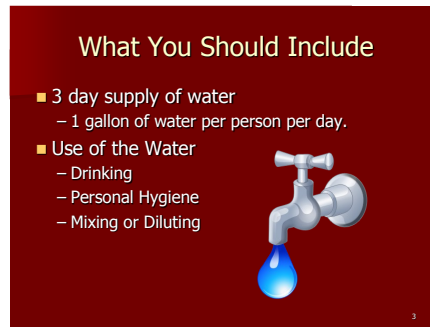 What You Should Include
■ 3 day supply of water
– 1 gallon of water per person per day.
■ Use of the Water
– Drinking
– Personal Hygiene
– Mixing or Diluting
3